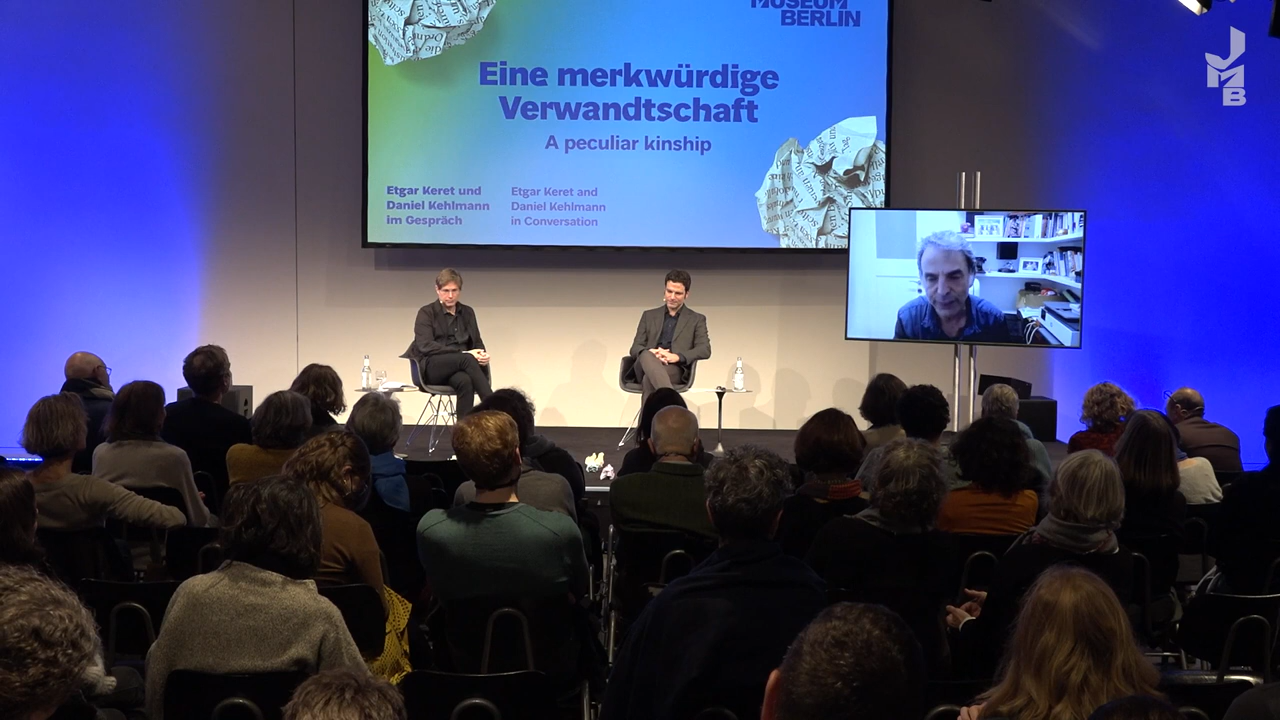 MUSEUM
BERLIN
JMB
Eine merkwürdige
Verwandtschaft
A peculiar kinship
Etgar Keret und
Daniel Kehlmann
im Gespräch
Etgar Keret and
Daniel Kehlmann
in Conversation